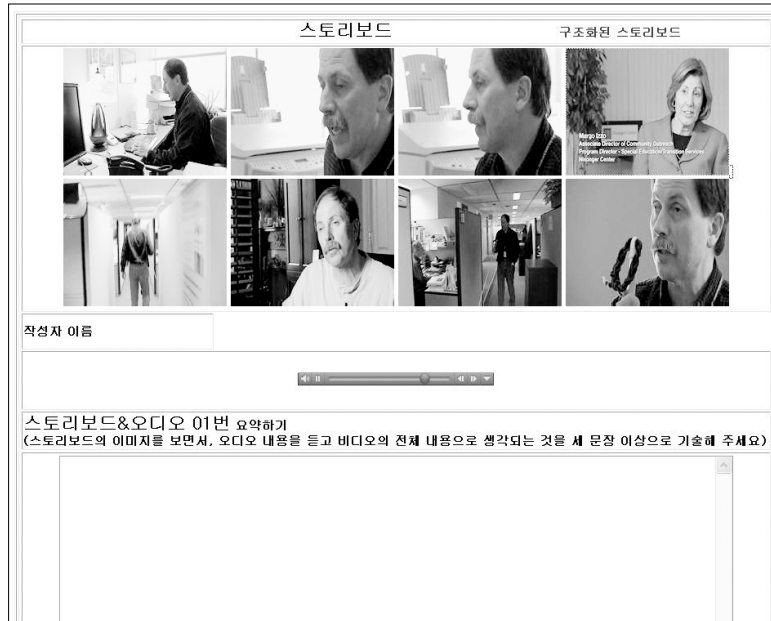 스토리보드 구조화된 스토리보드
Margo Izzo
Associate Director of Community Outreach
Program Director - Special Education/Transition Services
Nisonger Center
작성자 이름
스토리보드&오디오 01번 요약하기
(스토리보드의 이미지를 보면서, 오디오 내용을 듣고 비디오의 전체 내용으로 생각되는 것을 세 문장 이상으로 기술해 주세요)